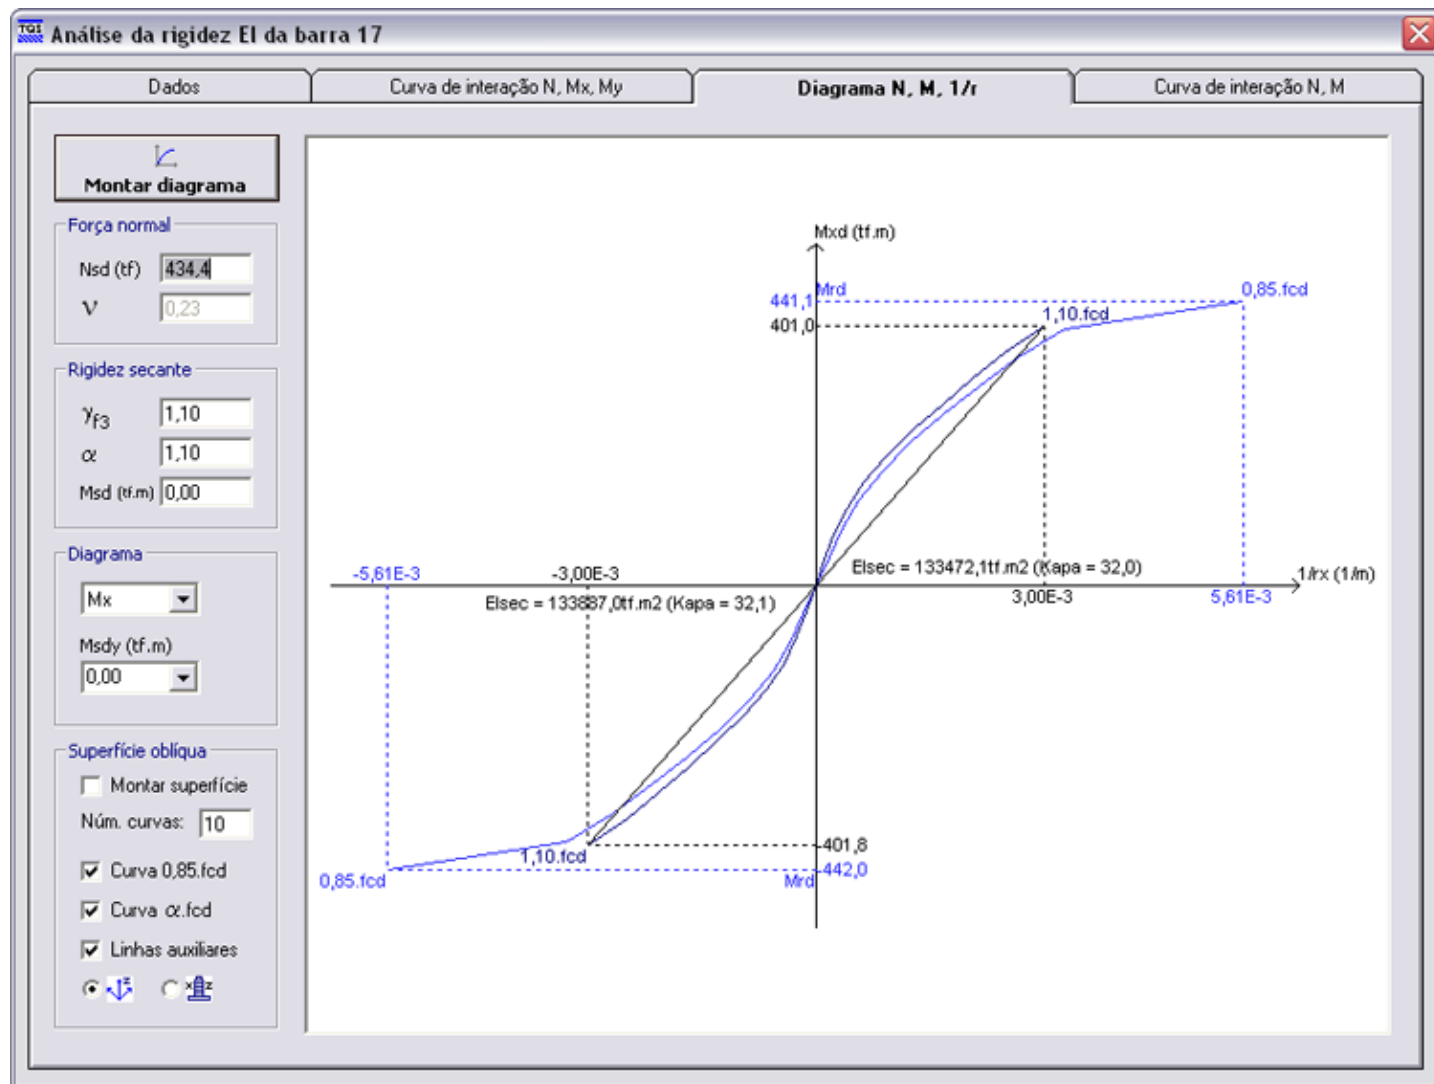 TQS Análise da rigidez EI da barra 17
Dados
Curva de interação N, Mx, My
Diagrama N, M, 1/r
Curva de interação N, M
Montar diagrama
Força normal
Nsd (tf) 434,4
ν 0,23
Rigidez secante
γf3 1,10
α 1,10
Msd (tf.m) 0,00
Diagrama
Mx
Msdy (tf.m)
0,00
Superfície oblíqua
Montar superfície
Núm. curvas: 10
Curva 0,85.fcd
Curva α.fcd
Linhas auxiliares
x z
Mxd (tf.m)
Mrd
0,85.fcd
441,1
1,10.fcd
401,0
-5,61E-3
-3,00E-3
EIsec = 133472,1tf.m2 (Kapa = 32,0)
1/rx (1/m)
EIsec = 133887,0tf.m2 (Kapa = 32,1)
3,00E-3
5,61E-3
-401,8
1,10.fcd
-442,0
0,85.fcd
Mrd